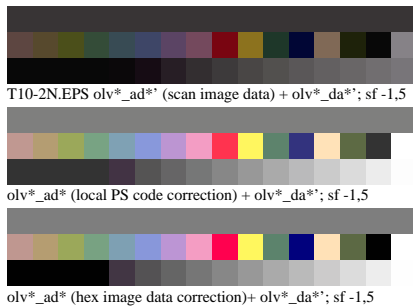 T10-2N.EPS olv*_ad*’ (scan image data) + olv*_da*’; sf -1,5
olv*_ad* (local PS code correction) + olv*_da*’; sf -1,5
olv*_ad* (hex image data correction)+ olv*_da*’; sf -1,5